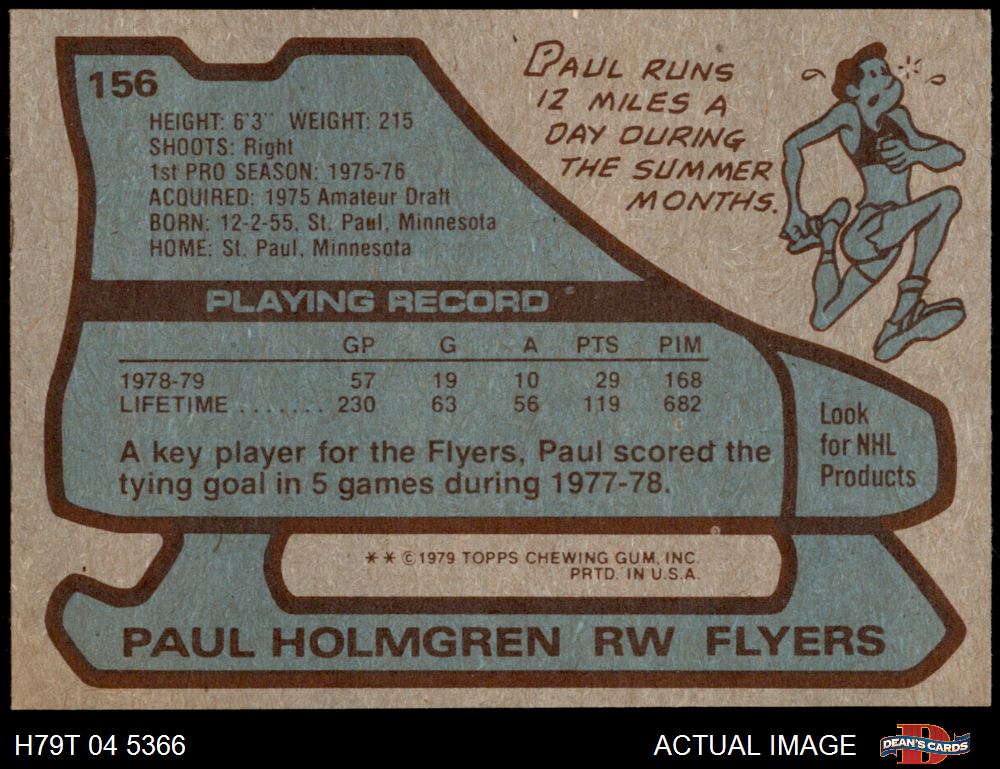 156
HEIGHT: 6'3" WEIGHT: 215
SHOOTS: Right
1st PRO SEASON: 1975-76
ACQUIRED: 1975 Amateur Draft
BORN: 12-2-55, St. Paul, Minnesota
HOME: St. Paul, Minnesota
PAUL RUNS
12 MILES A
DAY DURING
THE SUMMER
MONTHS.
PLAYING RECORD
GP G A PTS PIM
1978-79 57 19 10 29 168
LIFETIME ....... 230 63 56 119 682
A key player for the Flyers, Paul scored the
tying goal in 5 games during 1977-78.
Look
for NHL
Products
** © 1979 TOPPS CHEWING GUM, INC.
PRTD. IN U.S.A.
PAUL HOLMGREN RW FLYERS
H79T 04 5366
ACTUAL IMAGE
DEAN'S CARDS